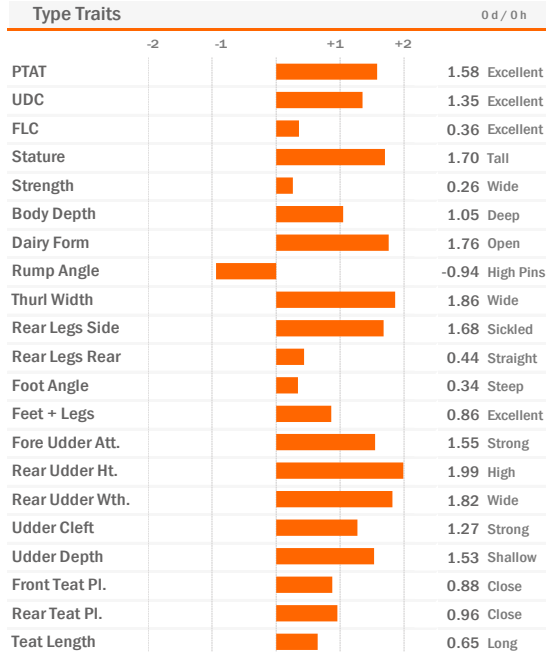 Type Traits 0 d / 0 h
-2 -1 +1 +2
PTAT 1.58 Excellent
UDC 1.35 Excellent
FLC 0.36 Excellent
Stature 1.70 Tall
Strength 0.26 Wide
Body Depth 1.05 Deep
Dairy Form 1.76 Open
Rump Angle -0.94 High Pins
Thurl Width 1.86 Wide
Rear Legs Side 1.68 Sickled
Rear Legs Rear 0.44 Straight
Foot Angle 0.34 Steep
Feet + Legs 0.86 Excellent
Fore Udder Att. 1.55 Strong
Rear Udder Ht. 1.99 High
Rear Udder Wth. 1.82 Wide
Udder Cleft 1.27 Strong
Udder Depth 1.53 Shallow
Front Teat Pl. 0.88 Close
Rear Teat Pl. 0.96 Close
Teat Length 0.65 Long